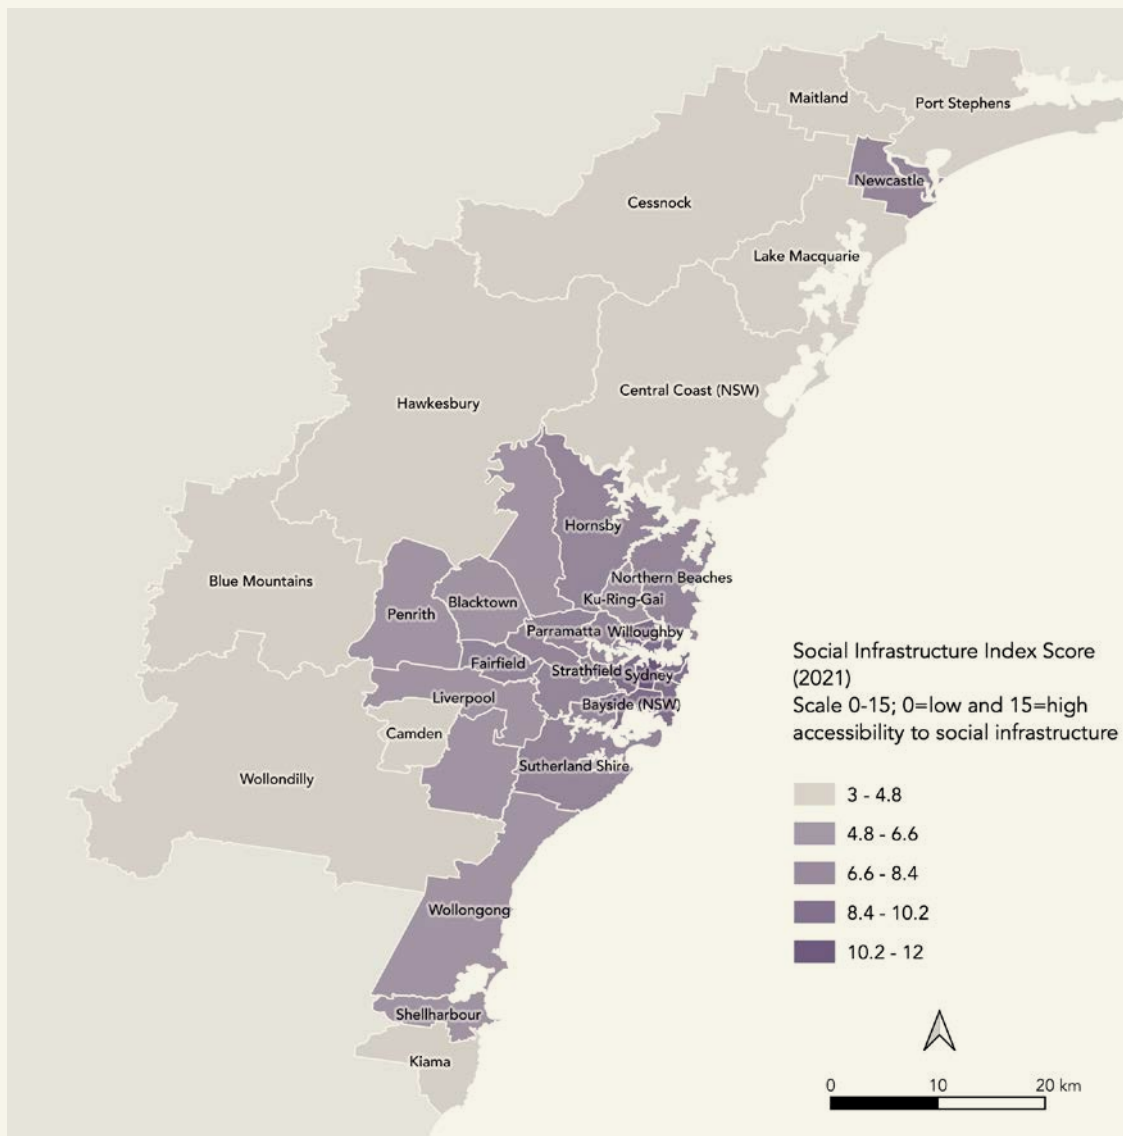 Maitland
Port Stephens
Newcastle
Cessnock
Lake Macquarie
Central Coast (NSW)
Hawkesbury
Hornsby
Northern Beaches
Blue Mountains
Ku-Ring-Gai
Blacktown
Penrith
Parramatta
Willoughby
Fairfield
Strathfield
Sydney
Liverpool
Bayside (NSW)
Camden
Sutherland Shire
Wollondilly
Wollongong
Shellharbour
Kiama
Social Infrastructure Index Score
(2021)
Scale 0-15; 0=low and 15=high
accessibility to social infrastructure
3 - 4.8
4.8 - 6.6
6.6 - 8.4
8.4 - 10.2
10.2 - 12
0 10 20 km